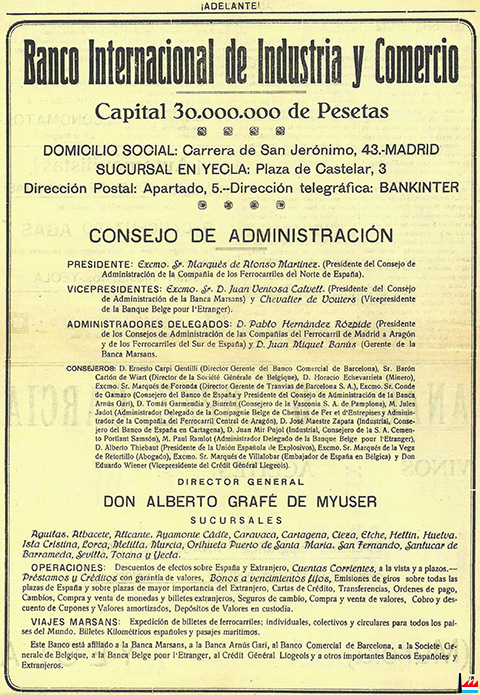 ¡ADELANTE!
Banco Internacional de Industria y Comercio
Capital 30.000.000 de Pesetas
DOMICILIO SOCIAL: Carrera de San Jerónimo, 43.-MADRID
SUCURSAL EN YECLA: Plaza de Castelar, 3
Dirección Postal: Apartado, 5.--Dirección telegráfica: BANKINTER
CONSEJO DE ADMINISTRACIÓN
PRESIDENTE: Excmo. Sr. Marqués de Alonso Martínez. (Presidente del Consejo de
Administración de la Compañía de los Ferrocarriles del Norte de España).
VICEPRESIDENTES: Excmo. Sr. D. Juan Ventosa Calvell. (Presidente del Consejo
de Administración de la Banca Marsans) y Chevalier de Wouters (Vicepresidente
de la Banque Belge pour l'Etranger).
ADMINISTRADORES DELEGADOS: D. Pablo Hernández Rózpide (Presidente
de los Consejos de Administración de las Compañías del Ferrocarril de Madrid a Aragón
y de los Ferrocarriles del Sur de España) y D. Juan Miquel Banús (Gerente de la
Banca Marsans.
CONSEJEROS: D. Ernesto Carpi Gentilli (Director Gerente del Banco Comercial de Barcelona), Sr. Barón
Cartón de Wiart (Director de la Société Générale de Belgique), D. Horacio Echevarrieta (Minero),
Excmo. Sr. Marqués de Foronda (Director Gerente de Tranvías de Barcelona S. A.), Excmo. Sr. Conde
de Gamazo (Consejero del Banco de España y Presidente del Consejo de Administración de la Banca
Arnús Garí), D. Tomás Garmendia y Biurrún (Consejero de la Vasconia S. A. de Pamplona), M. Jules
Jadot (Administrador Delegado de la Compagnie Belge de Chemins de Fer et d'Entrepises y Adminis-
trador de la Compañía del Ferrocarril Central de Aragón), D. José Maestre Zapata (Industrial, Conse-
jero del Banco de España en Cartagena), D. Juan Mir Pujol (Industrial, Consejero de la S. A. Ce-
mento Portlant Samsón), M. Paul Ramlot (Administrador Delegado de la Banque Belge pour l'Etranger),
D. Alberto Thiebaut (Presidente de la Unión Española de Explosivos), Excmo. Sr. Marqués de la Vega
de Retortillo (Abogado), Excmo. Sr. Marqués de Villalobar (Embajador de España en Bélgica) y Don
Eduardo Wiener (Vicepresidente del Crédit Général Liegeois).
DIRECTOR GENERAL
DON ALBERTO GRAFÉ DE MYUSER
SUCURSALES
Aguilas, Albacete, Alicante, Ayamonte Cádiz, Caravaca, Cartagena, Cieza, Elche, Hellín, Huelva.
Isla Cristina, Lorca, Melilla, Murcia, Orihuela Puerto de Santa María. San Fernando, Sanlucar de
Barrameda, Sevilla, Totana y Yecla.
OPERACIONES: Descuentos de efectos sobre España y Extranjero, Cuentas Corrientes, a la vista y a plazos.—
Préstamos y Créditos con garantía de valores, Bonos a vencimientos fijos, Emisiones de giros sobre todas las
plazas de España y sobre plazas de mayor importancia del Extranjero, Cartas de Crédito, Transferencias, Ordenes de pago,
Cambios, Compra y venta de monedas y billetes extranjeros, Seguros de cambio, Compra y venta de valores, Cobro y des-
cuento de Cupones y Valores amortizados, Depósitos de Valores en custodia.
VIAJES MARSANS: Expedición de billetes de ferrocarriles; individuales, colectivos y circulares para todos los paí-
ses del Mundo. Billetes Kilométricos españoles y pasajes marítimos.
Este Banco está afiliado a la Banca Marsans, a la Banca Arnús Garí, al Banco Comercial de Barcelona, a la Societé Ge-
nerale de Belgique, a la Banque Belge pour l'Etranger, al Crédit Général Liogeois y a otros importantes Bancos Españoles y
Extranjeros.